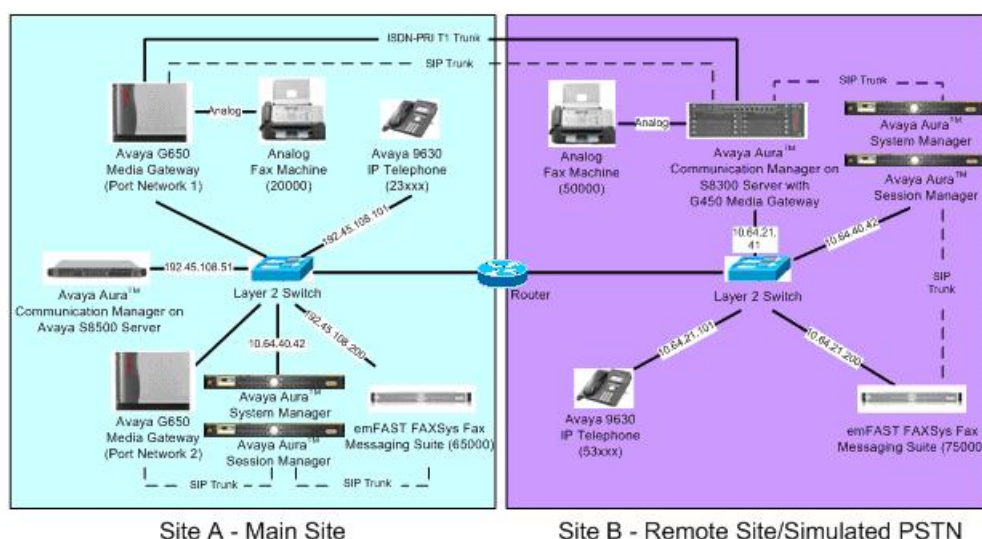 ISDN-PRI T1 Trunk
SIP Trunk
Analog
Avaya G650
Media Gateway
(Port Network 1)
Analog
Fax Machine
(20000)
Avaya 9630
IP Telephone
(23xxx)
192.45.108.101
192.45.108.51
Avaya Aura™
Communication Manager on
Avaya S8500 Server
Layer 2 Switch
192.45.108.200
10.64.40.42
Avaya G650
Media Gateway
(Port Network 2)
Avaya Aura™
System Manager
Avaya Aura™
Session Manager
emFAST FAXSys Fax
Messaging Suite (65000)
SIP Trunk
SIP Trunk
Router
SIP Trunk
Analog
Analog
Fax Machine
(50000)
Avaya Aura™
Communication Manager on
S8300 Server with
G450 Media Gateway
Avaya Aura™
System Manager
Avaya Aura™
Session Manager
10.64.21.
41
10.64.40.42
Layer 2 Switch
SIP
Trunk
10.64.21.101
10.64.21.200
Avaya 9630
IP Telephone
(53xxx)
emFAST FAXSys Fax
Messaging Suite (75000
Site A - Main Site
Site B - Remote Site/Simulated PSTN